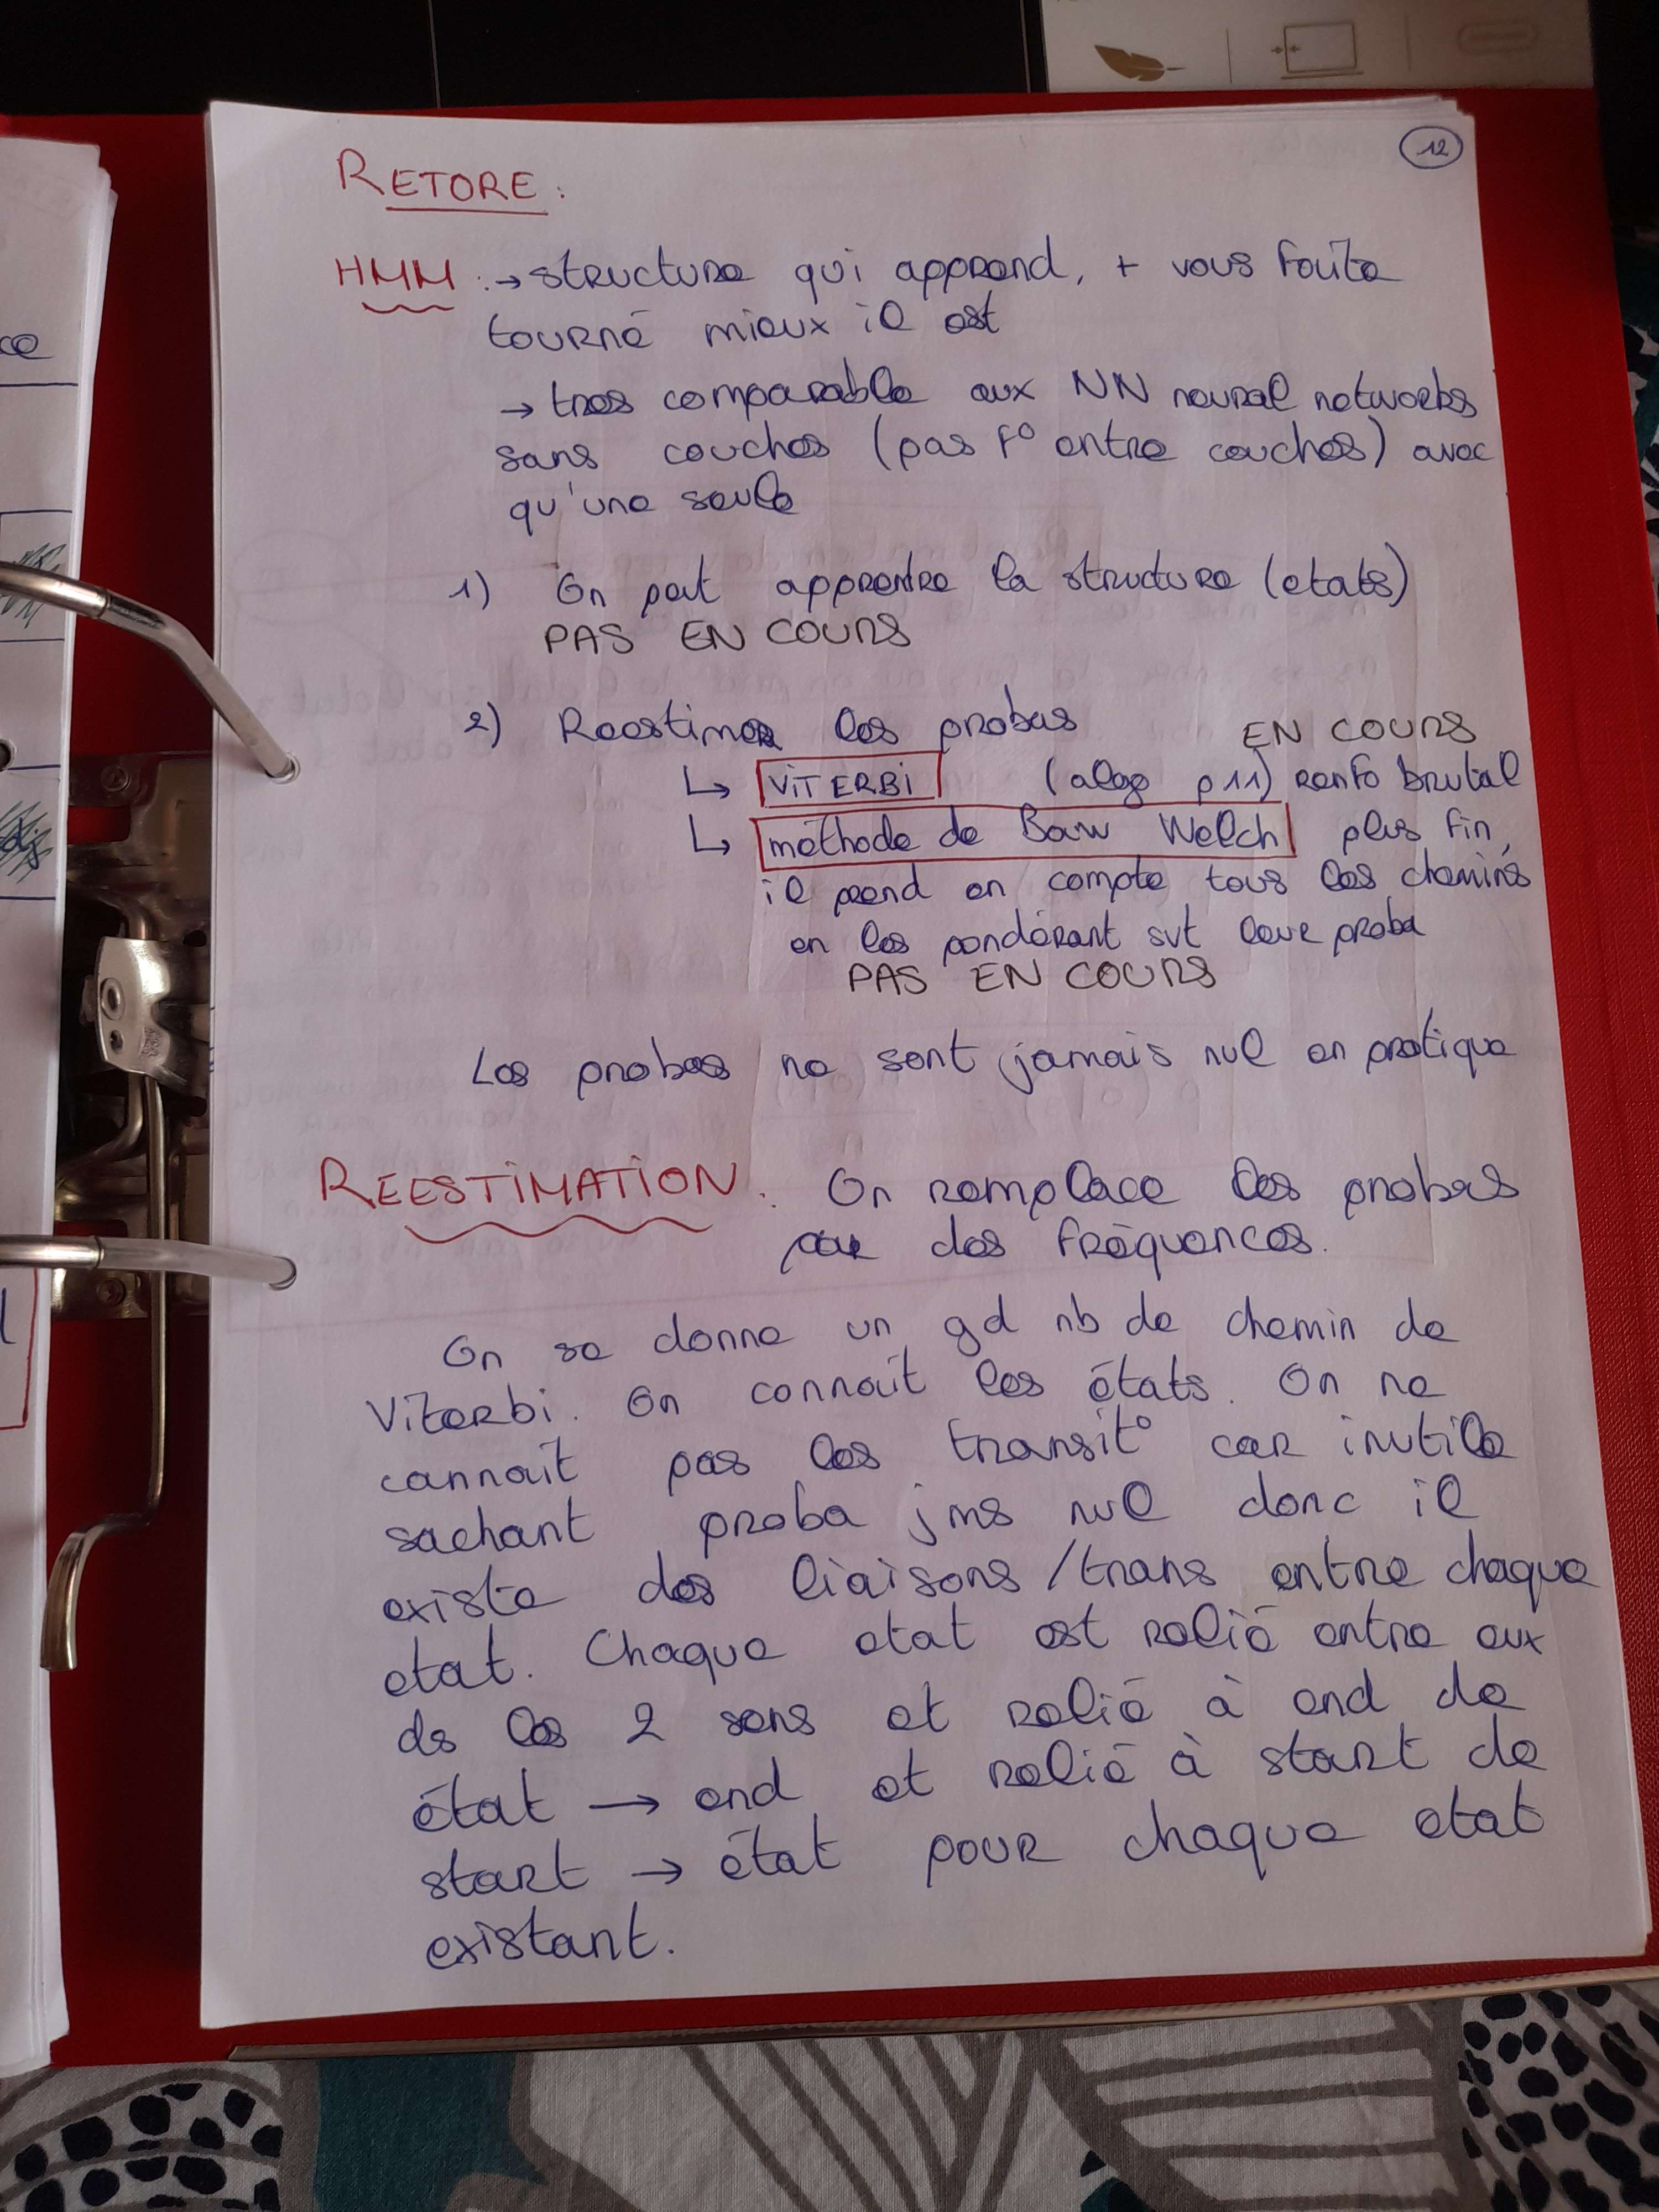 12
RETORE :
HMM : → structure qui apprend, + vous faite
tourné mieux il est
→ tres comparable aux NN neural networks
sans couches (pas f° entre couches) avec
qu'une seule
1) On peut apprentre la structure (etats)
PAS EN COURS
2) Reestimer les probas EN COURS
↳ VITERBI (algo p11) renfo brutal
↳ méthode de Baw Welch plus fin,
il prend en compte tous les chemins
en les pondérant svt leur proba
PAS EN COURS
Les probas ne sont jamais nul en pratique
REESTIMATION : On remplace les probas
par des fréquences.
On se donne un gd nb de chemin de
Viterbi. On connait les états. On ne
connait pas les transit° car inutile
sachant proba jms nul donc il
existe des liaisons / trans entre chaque
etat. Chaque etat est relié entre eux
ds les 2 sens et relié à end de
état → end et relié à start de
start → état pour chaque etat
existant.